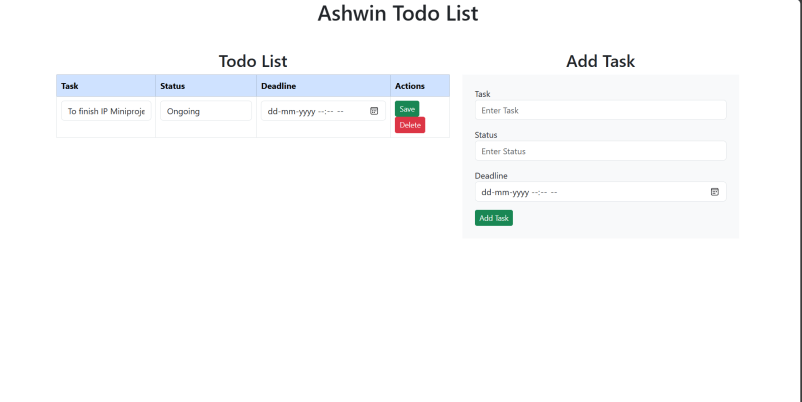 Ashwin Todo List
Todo List
Task Status Deadline Actions
To finish IP Miniproje Ongoing dd-mm-yyyy --:-- -- Save
Delete
Add Task
Task
Enter Task
Status
Enter Status
Deadline
dd-mm-yyyy --:-- --
Add Task